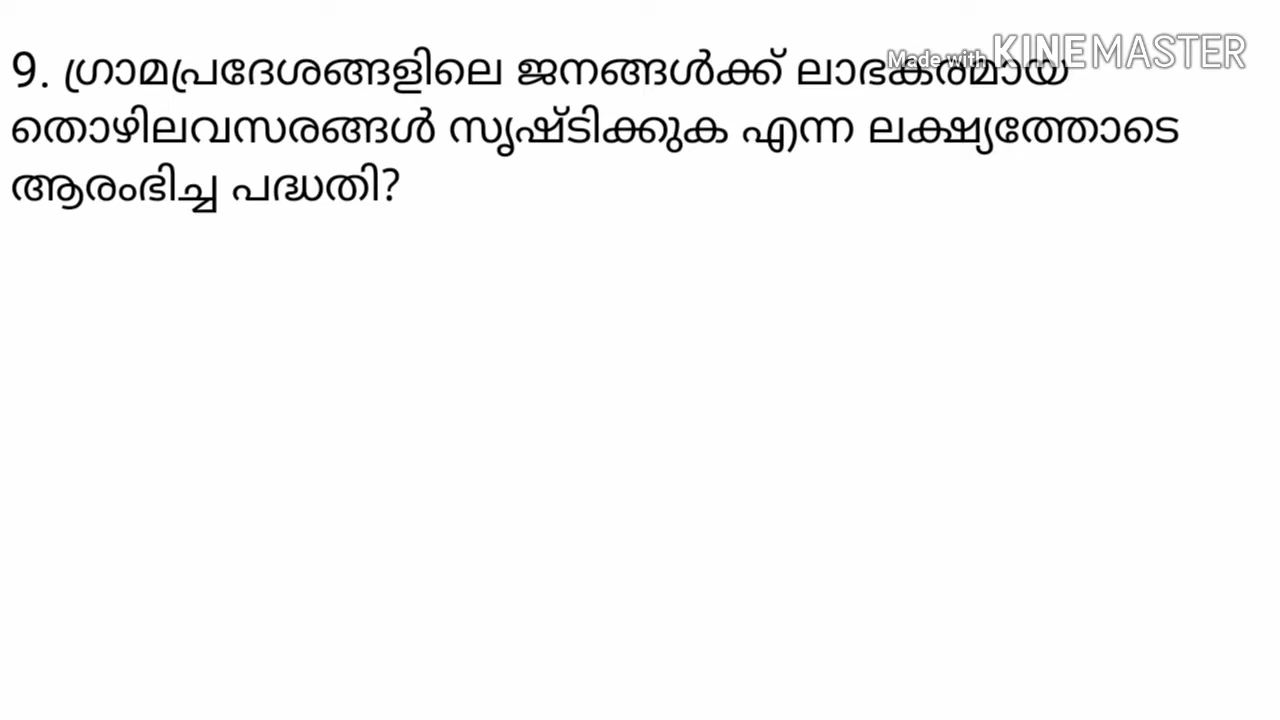 Made with KINEMASTER
9. ഗ്രാമപ്രദേശങ്ങളിലെ ജനങ്ങൾക്ക് ലാഭകരമായ
തൊഴിലവസരങ്ങൾ സൃഷ്ടിക്കുക എന്ന ലക്ഷ്യത്തോടെ
ആരംഭിച്ച പദ്ധതി?